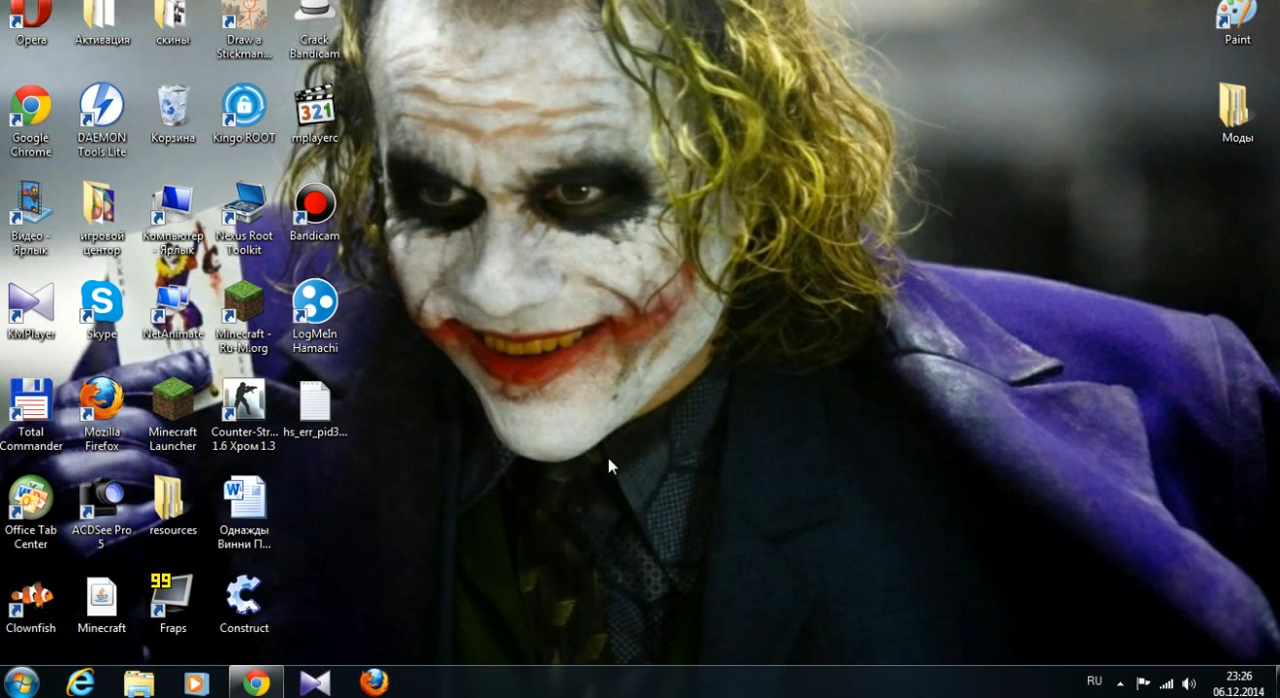 Opera
Активация
скины
Draw a
Stickman...
Crack
Bandicam
Paint
Google
Chrome
DAEMON
Tools Lite
Корзина
Kingo ROOT
321
mplayerc
Моды
Видео -
Ярлык
игровой
центор
Компьютер
- Ярлык
Nexus Root
Toolkit
Bandicam
KMPlayer
Skype
NetAnimate
Minecraft -
Ru-M.org
LogMeIn
Hamachi
Total
Commander
Mozilla
Firefox
Minecraft
Launcher
Counter-Str...
1.6 Хром 1.3
hs_err_pid3...
Office Tab
Center
ACDSee Pro
5
resources
Однажды
Винни П...
99
Clownfish
Minecraft
Fraps
Construct
RU
23:26
06.12.2014